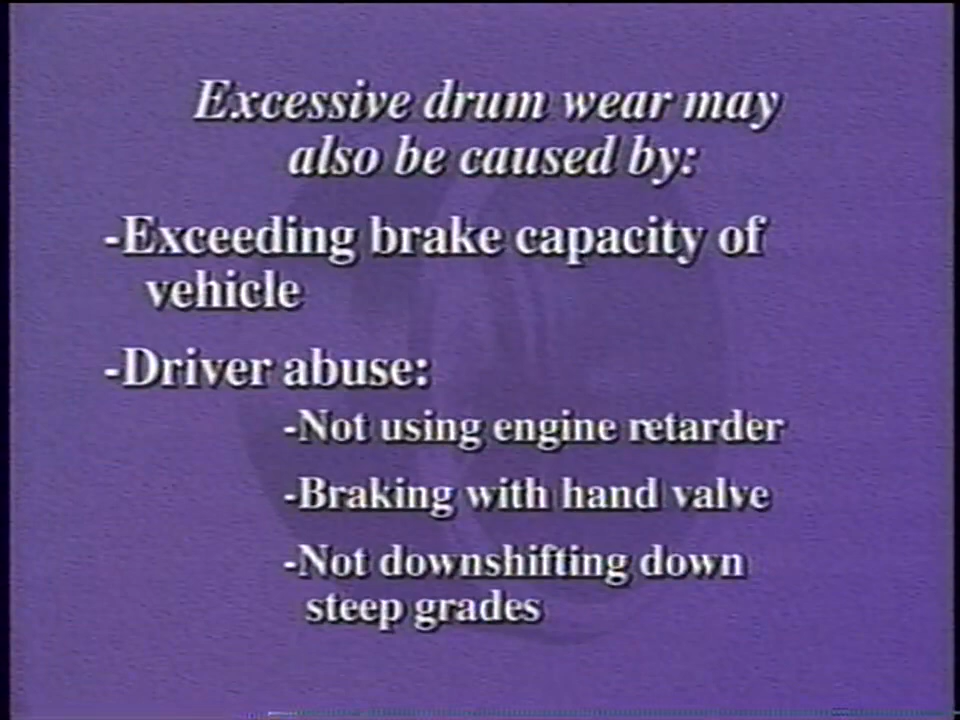 Excessive drum wear may
also be caused by:
-Exceeding brake capacity of
vehicle
-Driver abuse:
-Not using engine retarder
-Braking with hand valve
-Not downshifting down
steep grades